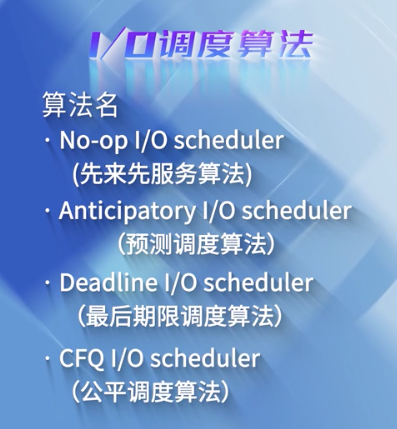 I/O调度算法
算法名
· No-op I/O scheduler
(先来先服务算法)
· Anticipatory I/O scheduler
（预测调度算法）
· Deadline I/O scheduler
（最后期限调度算法）
· CFQ I/O scheduler
（公平调度算法）